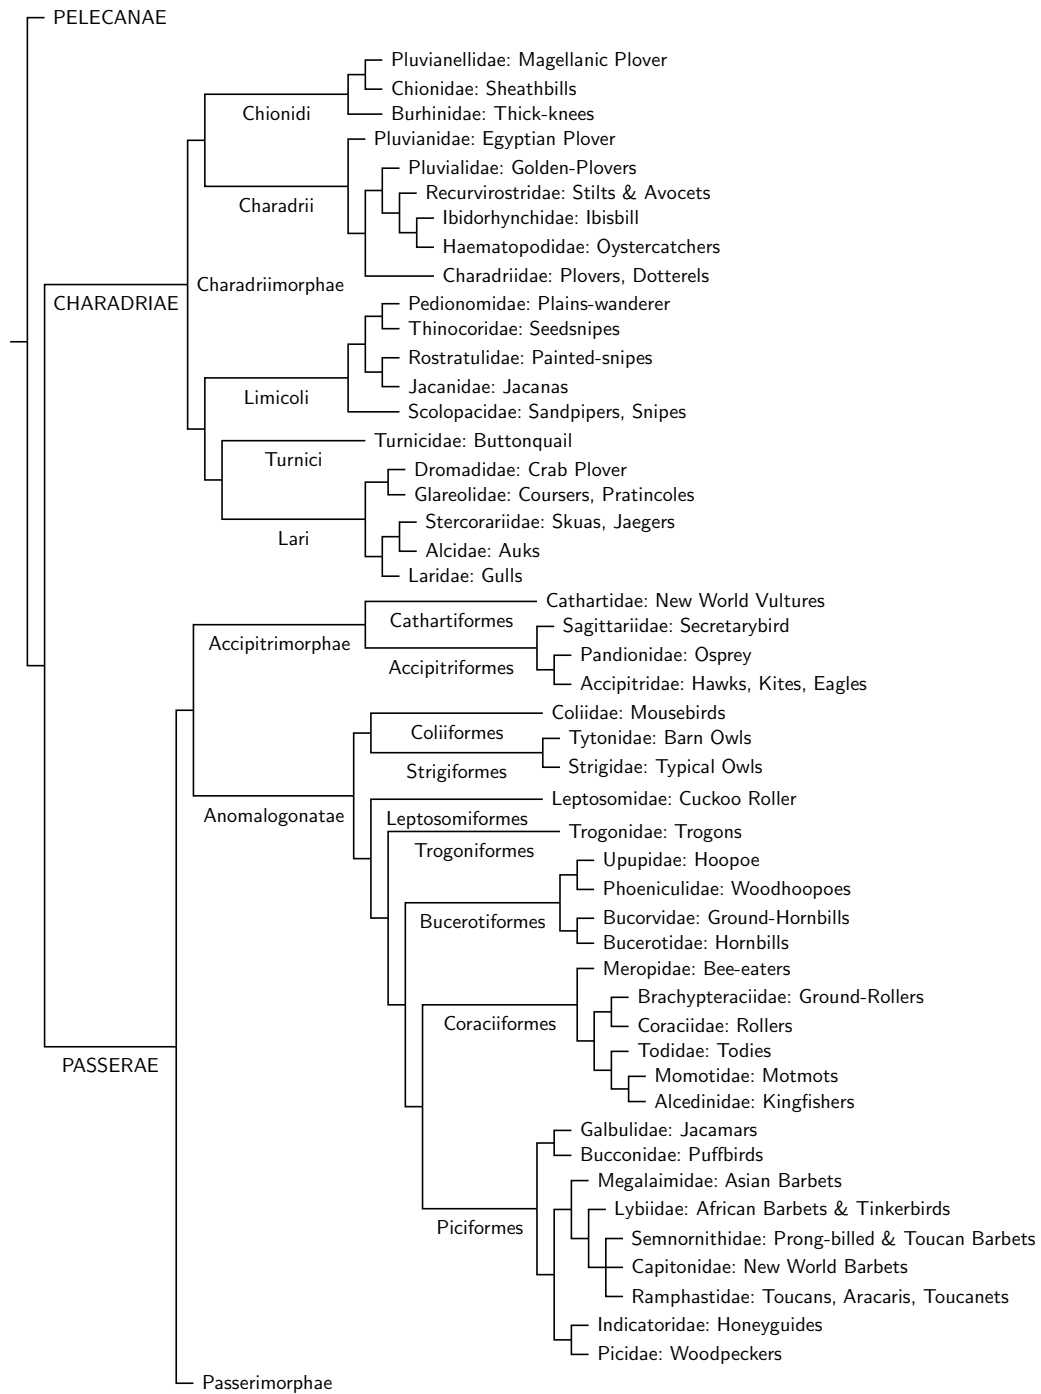 PELECANAE
Pluvianellidae: Magellanic Plover
Chionidae: Sheathbills
Chionidi
Burhinidae: Thick-knees
Pluvianidae: Egyptian Plover
Pluvialidae: Golden-Plovers
Recurvirostridae: Stilts & Avocets
Charadrii
Ibidorhynchidae: Ibisbill
Haematopodidae: Oystercatchers
Charadriidae: Plovers, Dotterels
Charadriimorphae
CHARADRIAE
Pedionomidae: Plains-wanderer
Thinocoridae: Seedsnipes
Rostratulidae: Painted-snipes
Jacanidae: Jacanas
Limicoli
Scolopacidae: Sandpipers, Snipes
Turnicidae: Buttonquail
Turnici
Dromadidae: Crab Plover
Glareolidae: Coursers, Pratincoles
Stercorariidae: Skuas, Jaegers
Lari
Alcidae: Auks
Laridae: Gulls
Cathartidae: New World Vultures
Cathartiformes
Sagittariidae: Secretarybird
Accipitrimorphae
Pandionidae: Osprey
Accipitriformes
Accipitridae: Hawks, Kites, Eagles
Coliidae: Mousebirds
Coliiformes
Tytonidae: Barn Owls
Strigiformes
Strigidae: Typical Owls
Leptosomidae: Cuckoo Roller
Anomalogonatae
Leptosomiformes
Trogonidae: Trogons
Trogoniformes
Upupidae: Hoopoe
Phoeniculidae: Woodhoopoes
Bucerotiformes
Bucorvidae: Ground-Hornbills
Bucerotidae: Hornbills
Meropidae: Bee-eaters
Brachypteraciidae: Ground-Rollers
Coraciiformes
Coraciidae: Rollers
Todidae: Todies
PASSERAE
Momotidae: Motmots
Alcedinidae: Kingfishers
Galbulidae: Jacamars
Bucconidae: Puffbirds
Megalaimidae: Asian Barbets
Lybiidae: African Barbets & Tinkerbirds
Piciformes
Semnornithidae: Prong-billed & Toucan Barbets
Capitonidae: New World Barbets
Ramphastidae: Toucans, Aracaris, Toucanets
Indicatoridae: Honeyguides
Picidae: Woodpeckers
Passerimorphae